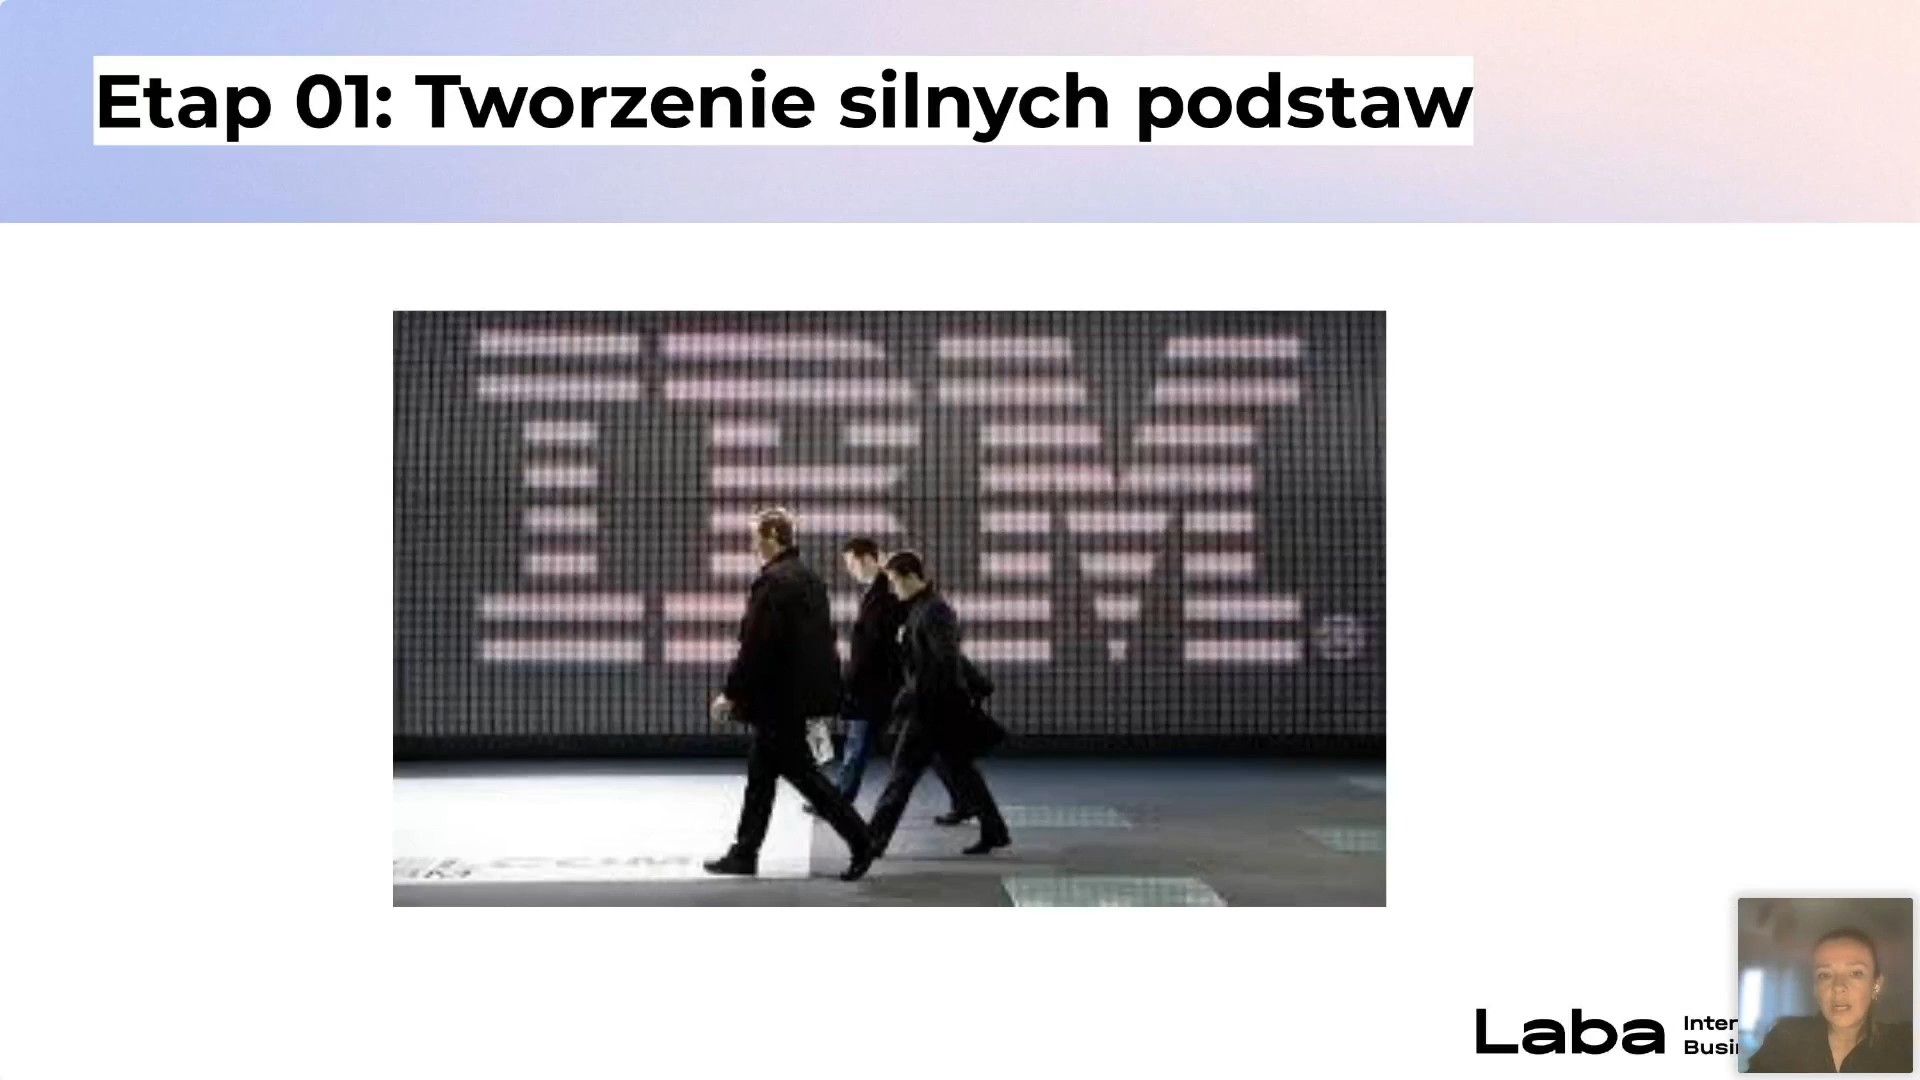 Etap 01: Tworzenie silnych podstaw
IBM
Laba
Inter
Busi